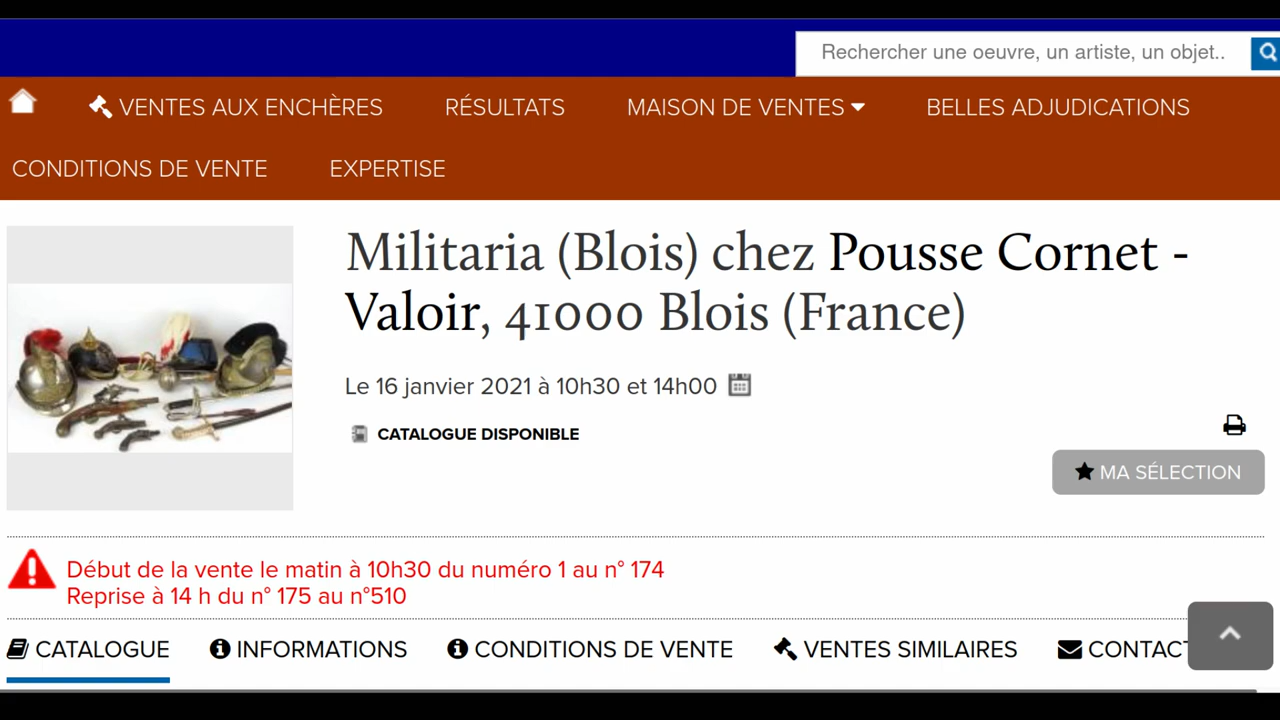 Rechercher une oeuvre, un artiste, un objet..
VENTES AUX ENCHÈRES RÉSULTATS MAISON DE VENTES BELLES ADJUDICATIONS
CONDITIONS DE VENTE EXPERTISE
Militaria (Blois) chez Pousse Cornet -
Valoir, 41000 Blois (France)
Le 16 janvier 2021 à 10h30 et 14h00
CATALOGUE DISPONIBLE
MA SÉLECTION
Début de la vente le matin à 10h30 du numéro 1 au n° 174
Reprise à 14 h du n° 175 au n°510
CATALOGUE INFORMATIONS CONDITIONS DE VENTE VENTES SIMILAIRES CONTACT